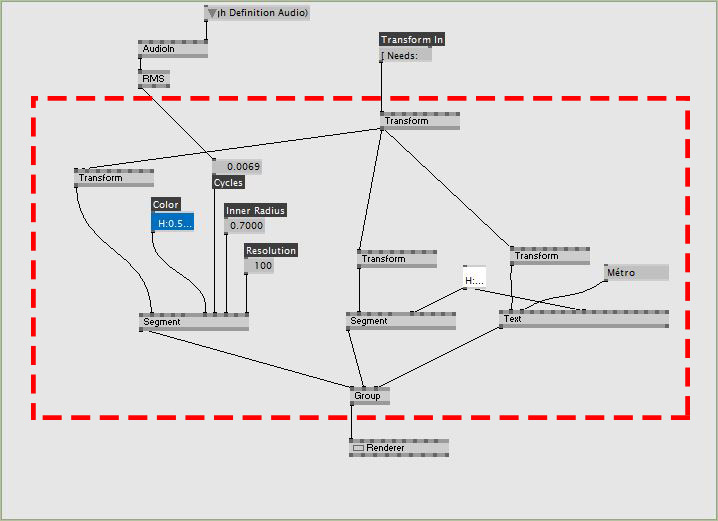 gh Definition Audio)
AudioIn
RMS
Transform In
[ Needs:
Transform
0.0069
Cycles
Transform
Color
H:0.5...
Inner Radius
0.7000
Resolution
100
Transform
Transform
H:...
Métro
Segment
Segment
Text
Group
Renderer